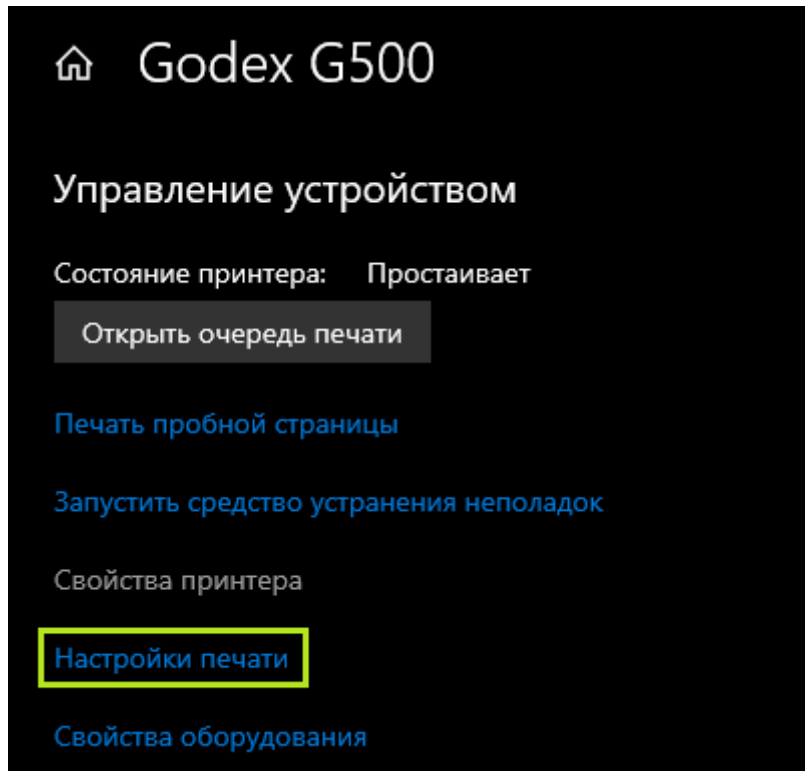 Godex G500
Управление устройством
Состояние принтера: Простаивает
Открыть очередь печати
Печать пробной страницы
Запустить средство устранения неполадок
Свойства принтера
Настройки печати
Свойства оборудования